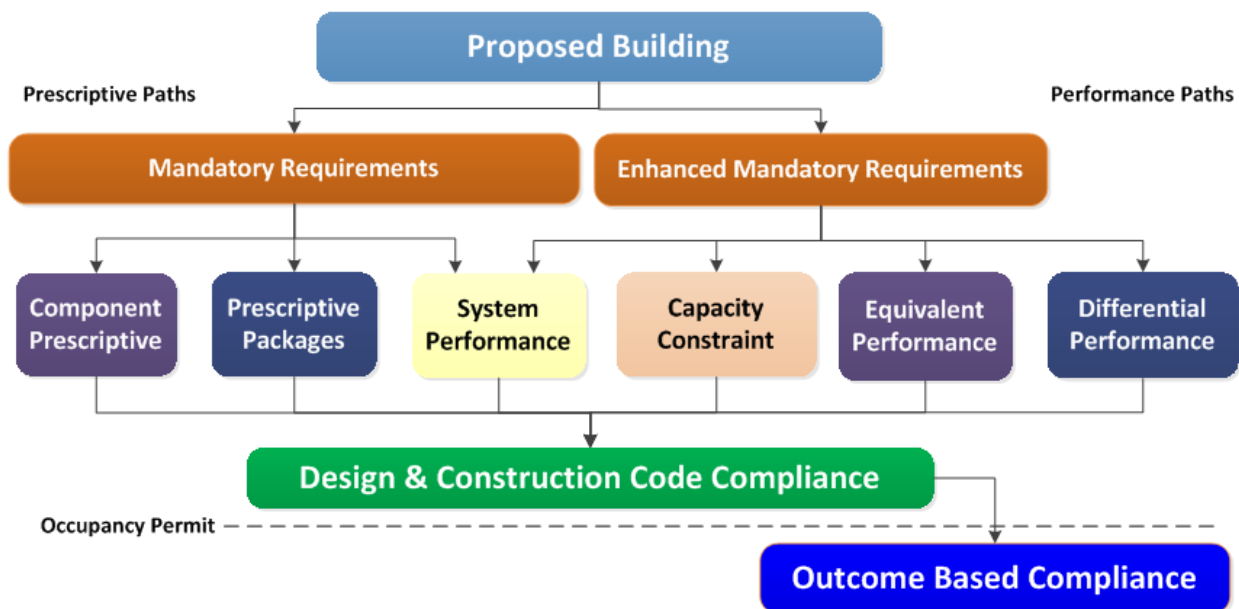 Proposed Building
Prescriptive Paths
Performance Paths
Mandatory Requirements
Enhanced Mandatory Requirements
Component
Prescriptive
Prescriptive
Packages
System
Performance
Capacity
Constraint
Equivalent
Performance
Differential
Performance
Design & Construction Code Compliance
Occupancy Permit
Outcome Based Compliance